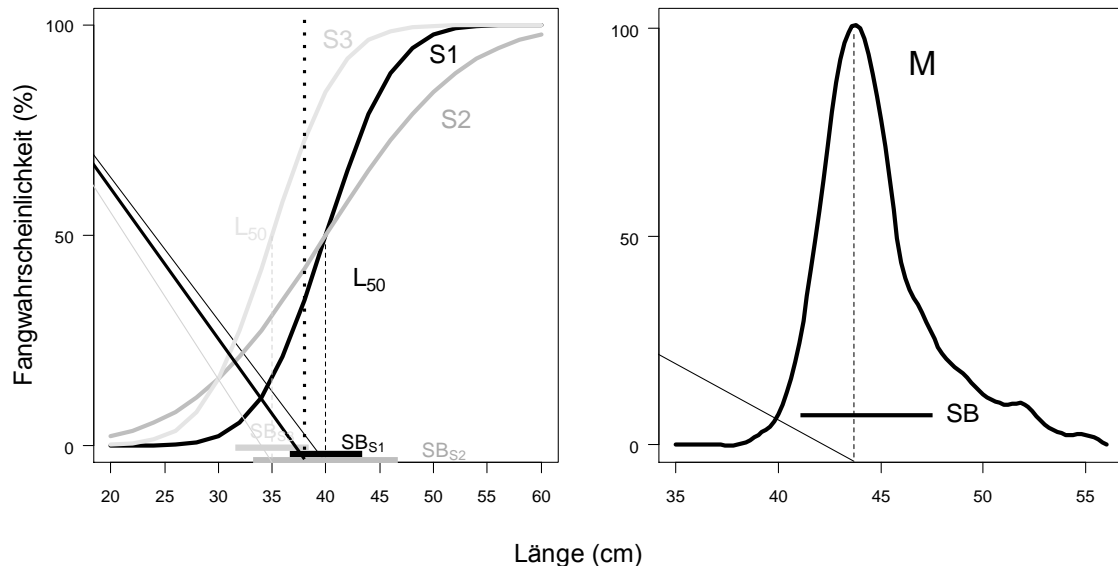 Fangwahrscheinlichkeit (%)
100
50
0
S3
S1
S2
L50
L50
SBS3
SBS1
SBS2
20 25 30 35 40 45 50 55 60
100
50
0
M
SB
35 40 45 50 55
Länge (cm)